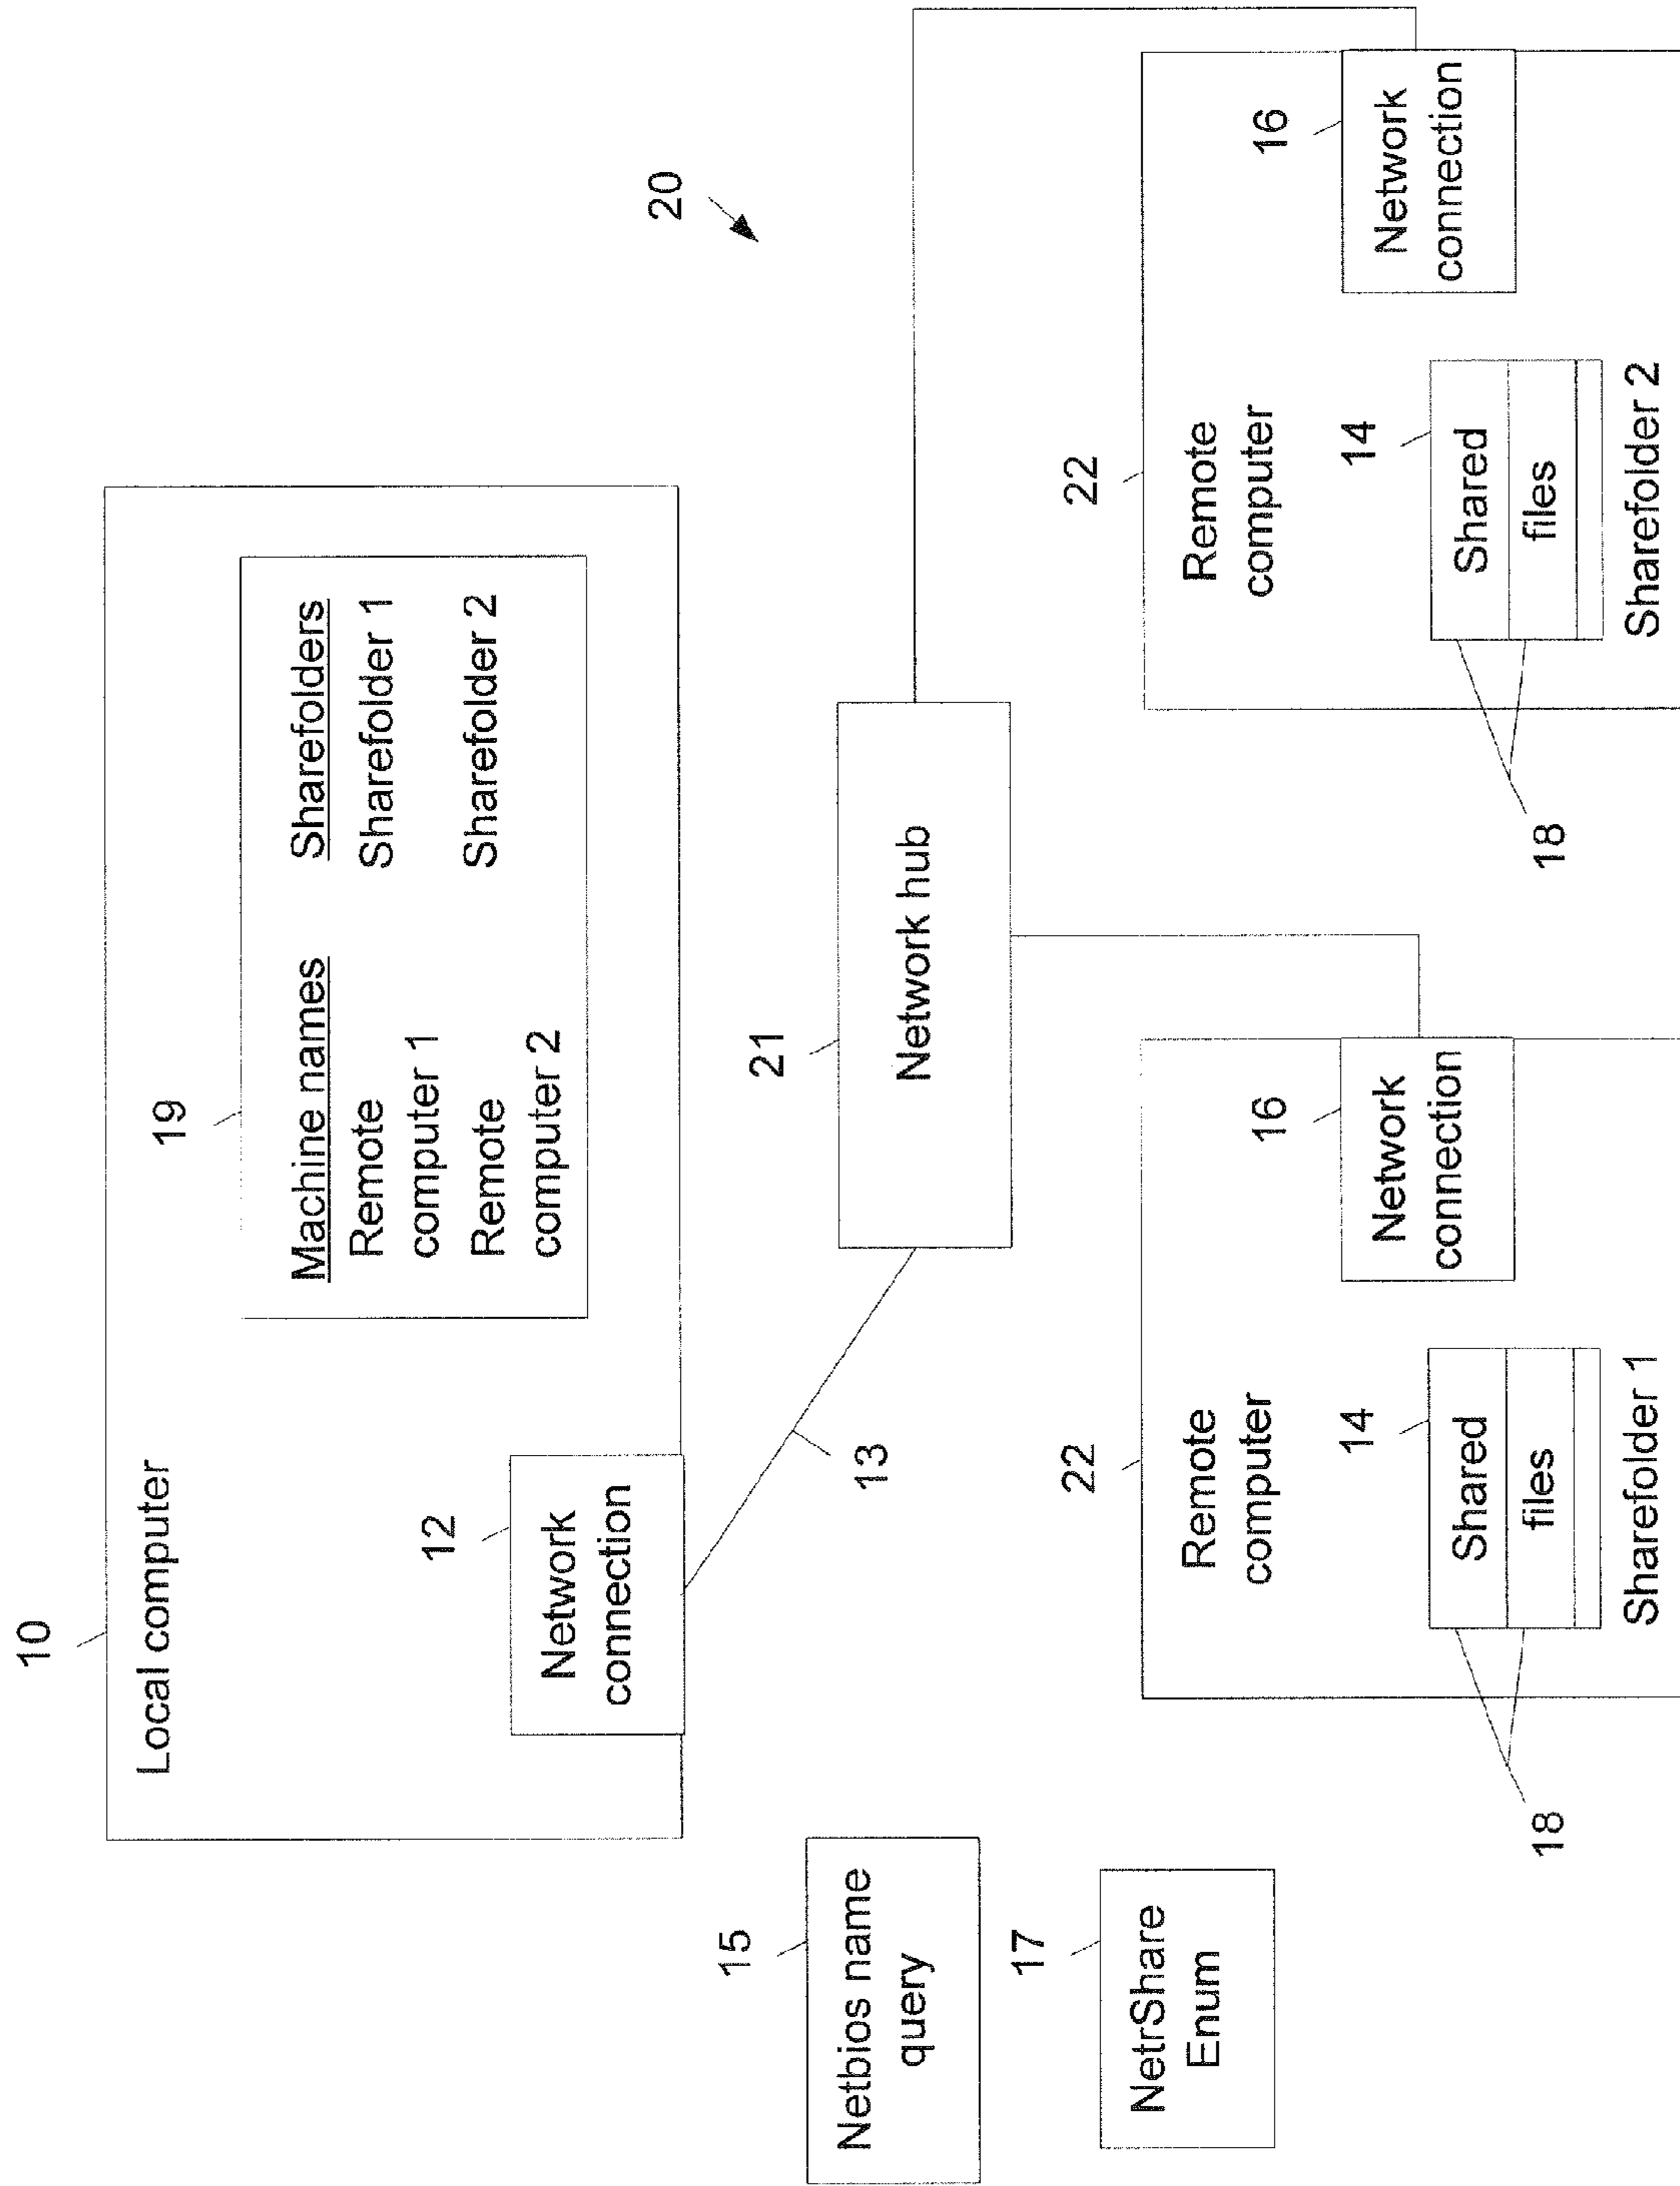 10
Local computer
19
Machine names Sharefolders
Remote computer 1 Sharefolder 1
Remote computer 2 Sharefolder 2
12
Network
connection
13
15
Netbios name
query
17
NetrShare
Enum
21
Network hub
20
22
Remote
computer
16
Network
connection
14
Shared
files
18
Sharefolder 1
22
Remote
computer
16
Network
connection
14
Shared
files
18
Sharefolder 2